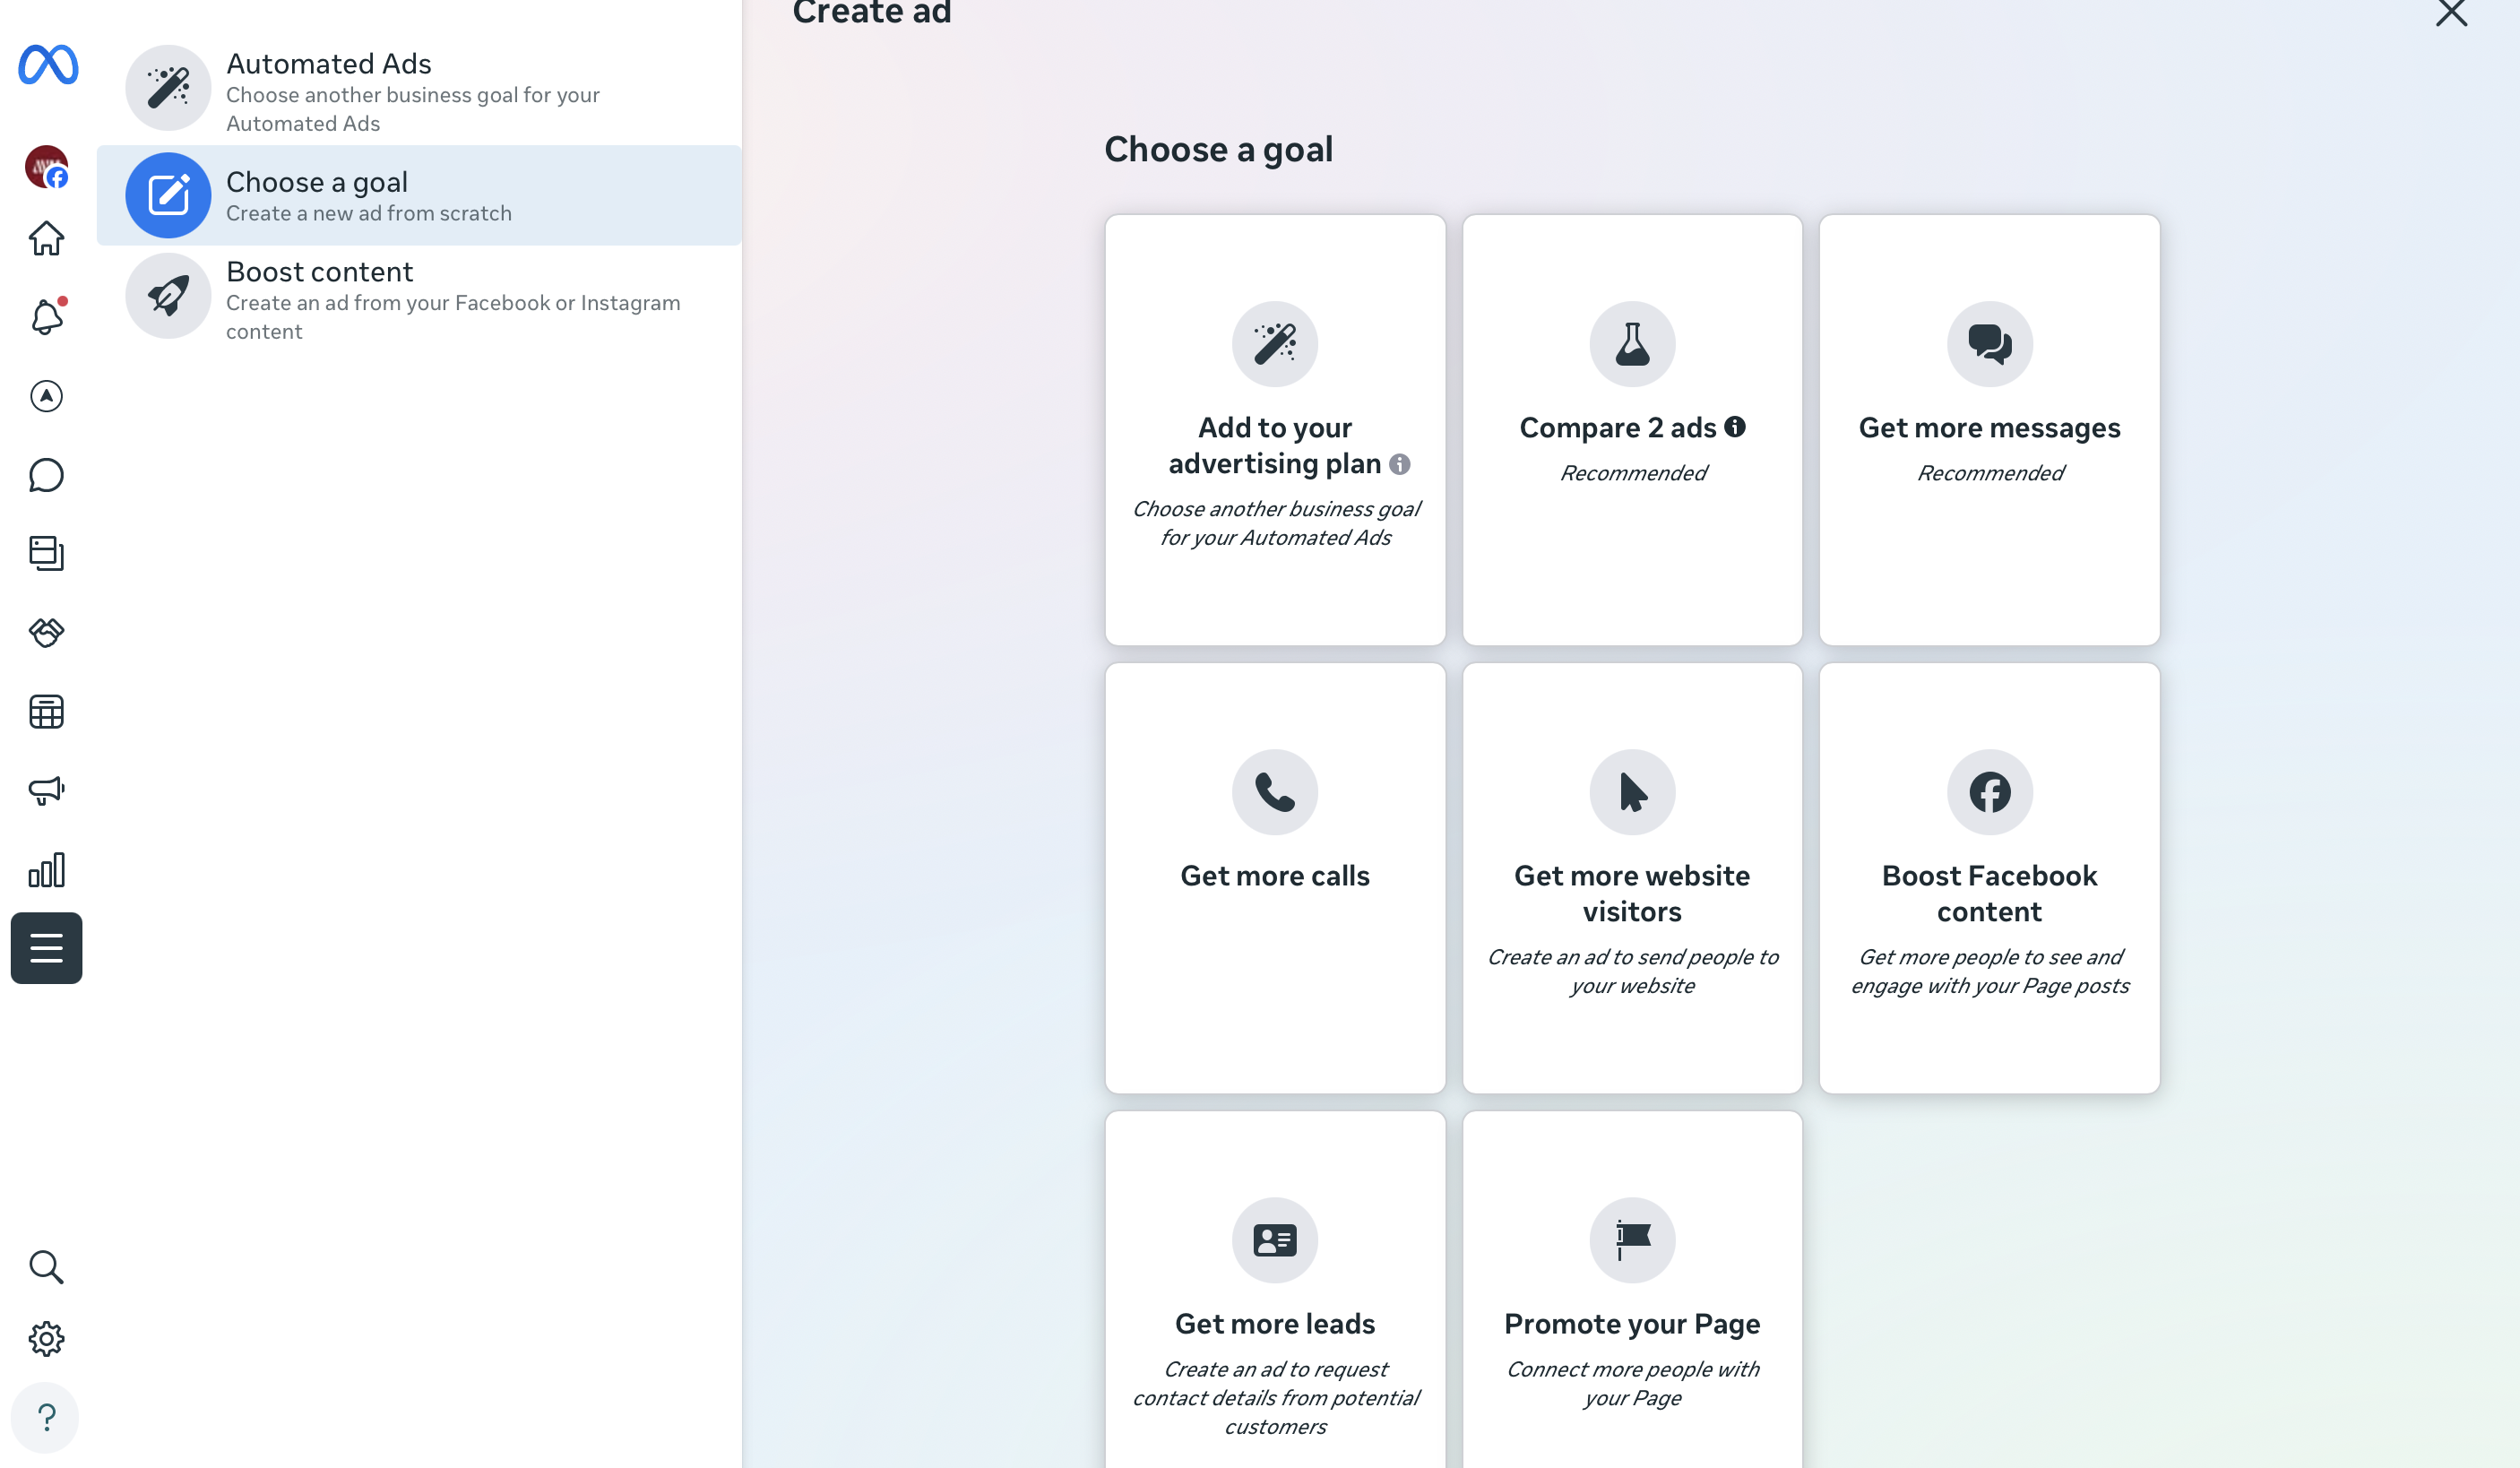 Automated Ads
Choose another business goal for your
Automated Ads
Choose a goal
Create a new ad from scratch
Boost content
Create an ad from your Facebook or Instagram
content
Create ad
Choose a goal
Add to your
advertising plan
Choose another business goal
for your Automated Ads
Compare 2 ads
Recommended
Get more messages
Recommended
Get more calls
Get more website
visitors
Create an ad to send people to
your website
Boost Facebook
content
Get more people to see and
engage with your Page posts
Get more leads
Create an ad to request
contact details from potential
customers
Promote your Page
Connect more people with
your Page